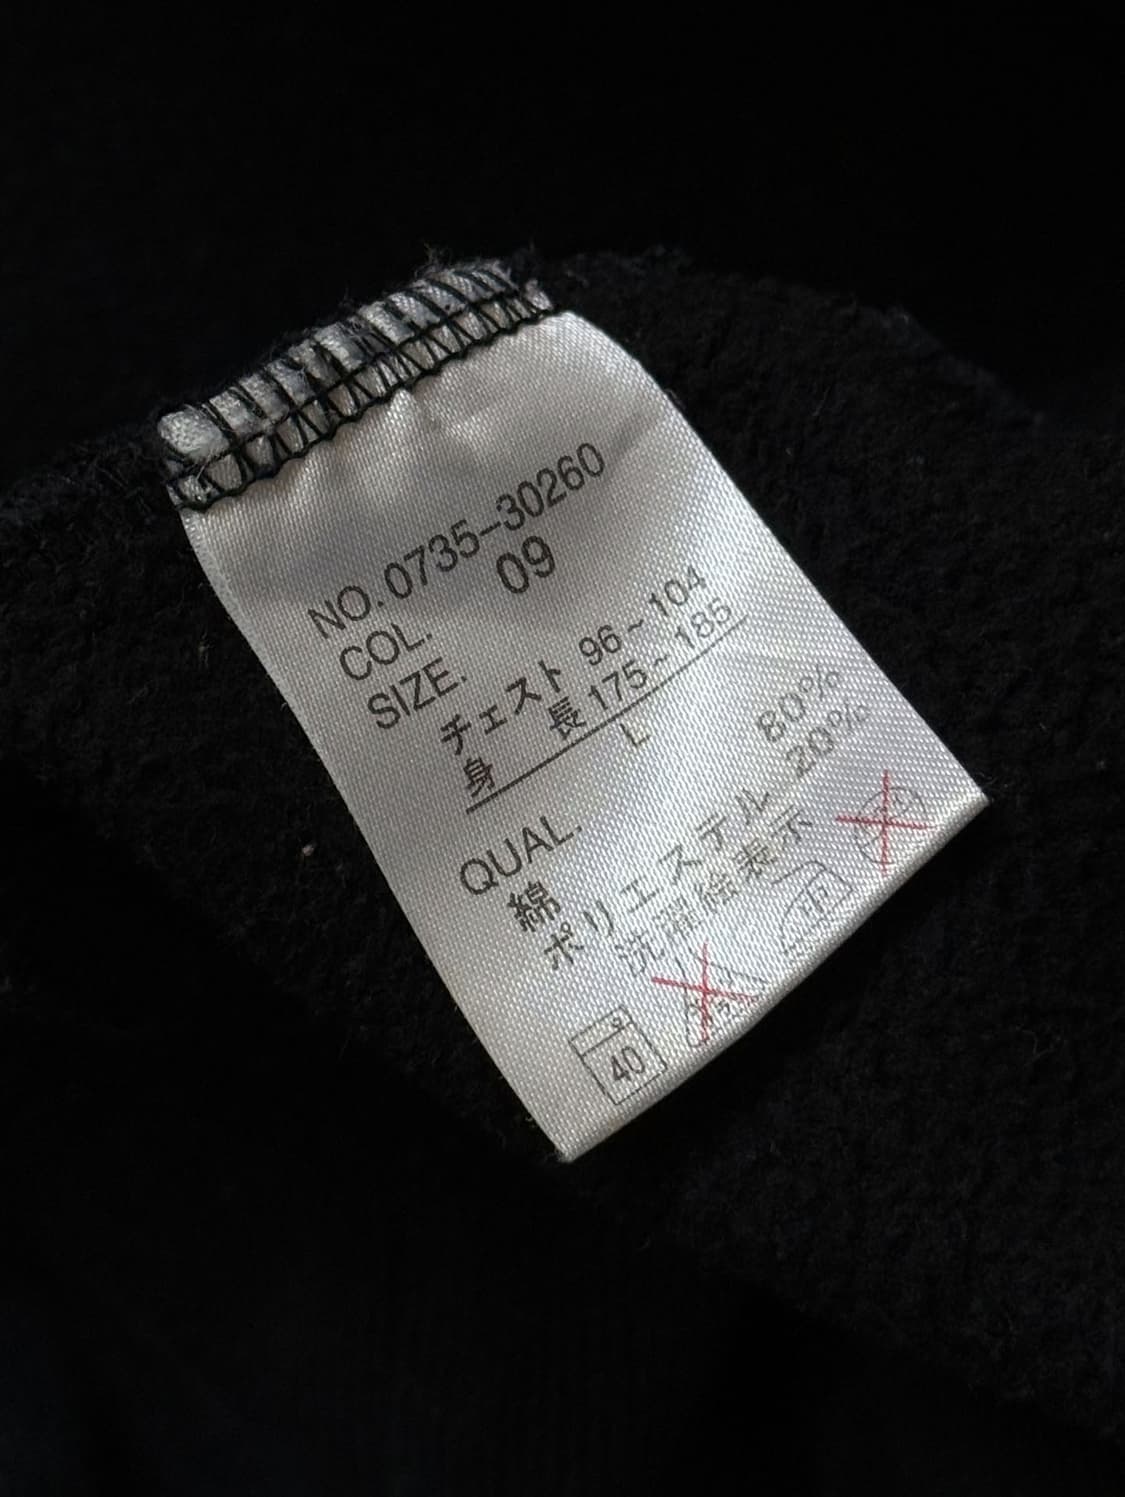 NO. 0735-30260
COL. 09
SIZE.
チェスト 96~104
身長 175~185
L
QUAL.
綿 80%
ポリエステル 20%
洗濯絵表示
40 中